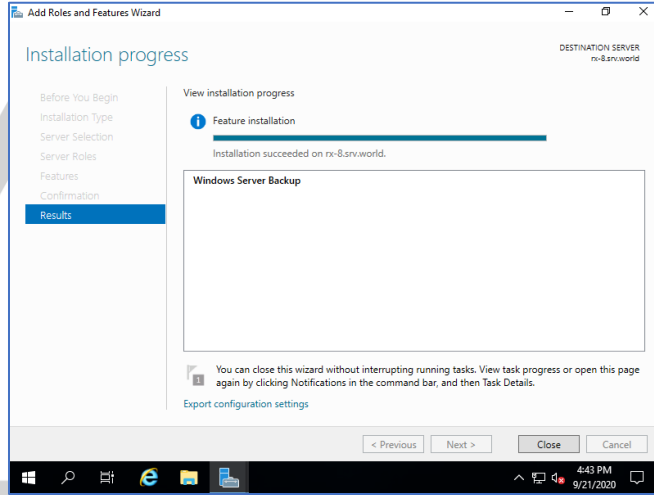 Add Roles and Features Wizard
Installation progress
DESTINATION SERVER
rx-8.srv.world
Before You Begin
Installation Type
Server Selection
Server Roles
Features
Confirmation
Results
View installation progress
Feature installation
Installation succeeded on rx-8.srv.world.
Windows Server Backup
1
You can close this wizard without interrupting running tasks. View task progress or open this page
again by clicking Notifications in the command bar, and then Task Details.
Export configuration settings
< Previous
Next >
Close
Cancel
4:43 PM
9/21/2020